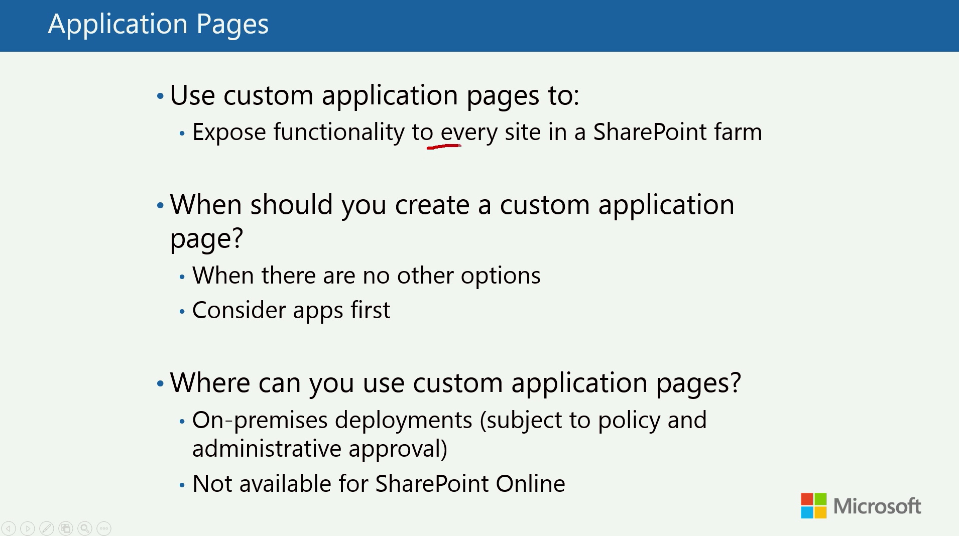 Application Pages
• Use custom application pages to:
• Expose functionality to every site in a SharePoint farm
• When should you create a custom application
page?
• When there are no other options
• Consider apps first
• Where can you use custom application pages?
• On-premises deployments (subject to policy and
administrative approval)
• Not available for SharePoint Online
Microsoft